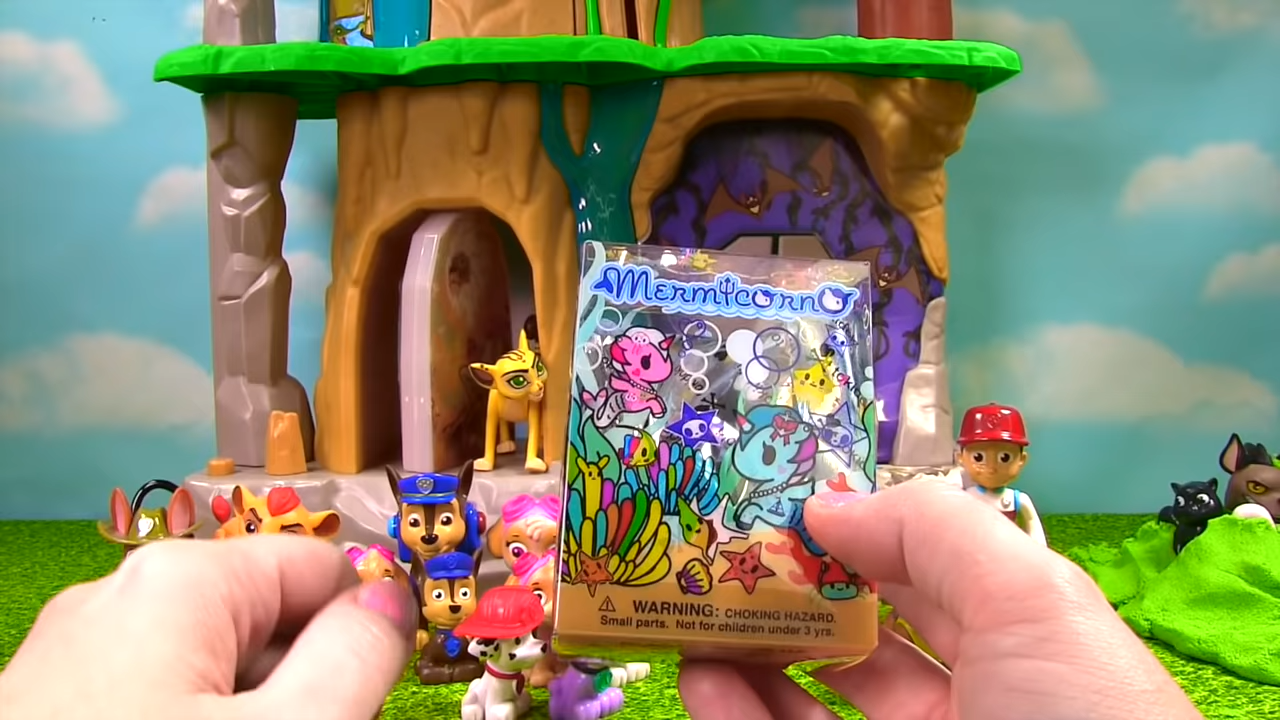 Mermicorno
WARNING: CHOKING HAZARD.
Small parts. Not for children under 3 yrs.